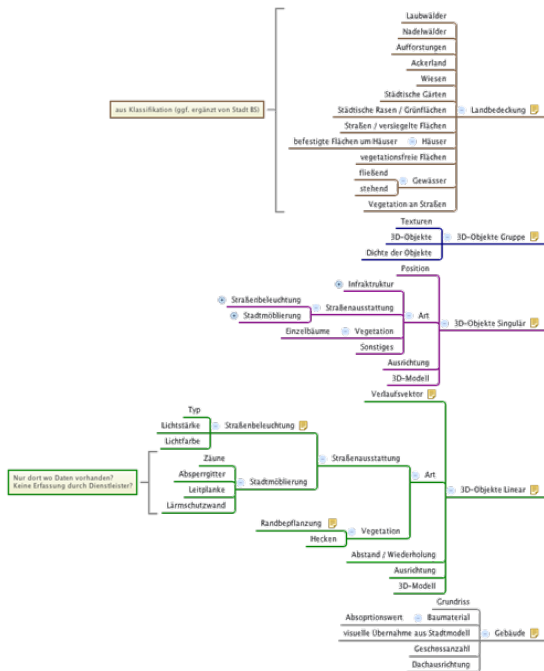 Laubwälder
Nadelwälder
Aufforstungen
Ackerland
Wiesen
Städtische Gärten
aus Klassifikation (ggf. ergänzt von Stadt BS)
Städtische Rasen / Grünflächen
Landbedeckung
Straßen / versiegelte Flächen
befestigte Flächen um Häuser
Häuser
vegetationsfreie Flächen
fließend
stehend
Gewässer
Vegetation an Straßen
Texturen
3D-Objekte
3D-Objekte Gruppe
Dichte der Objekte
Position
Infraktruktur
Straßenbeleuchtung
Stadtmöblierung
Straßenausstattung
Art
3D-Objekte Singulär
Einzelbäume
Vegetation
Sonstiges
Ausrichtung
3D-Modell
Verlaufsvektor
Typ
Lichtstärke
Straßenbeleuchtung
Lichtfarbe
Zäune
Straßenausstattung
Nur dort wo Daten vorhanden?
Keine Erfassung durch Dienstleister?
Absperrgitter
Leitplanke
Stadtmöblierung
Lärmschutzwand
Art
3D-Objekte Linear
Randbepflanzung
Hecken
Vegetation
Abstand / Wiederholung
Ausrichtung
3D-Modell
Grundriss
Absoprtionswert
Baumaterial
visuelle Übernahme aus Stadtmodell
Gebäude
Geschossanzahl
Dachausrichtung